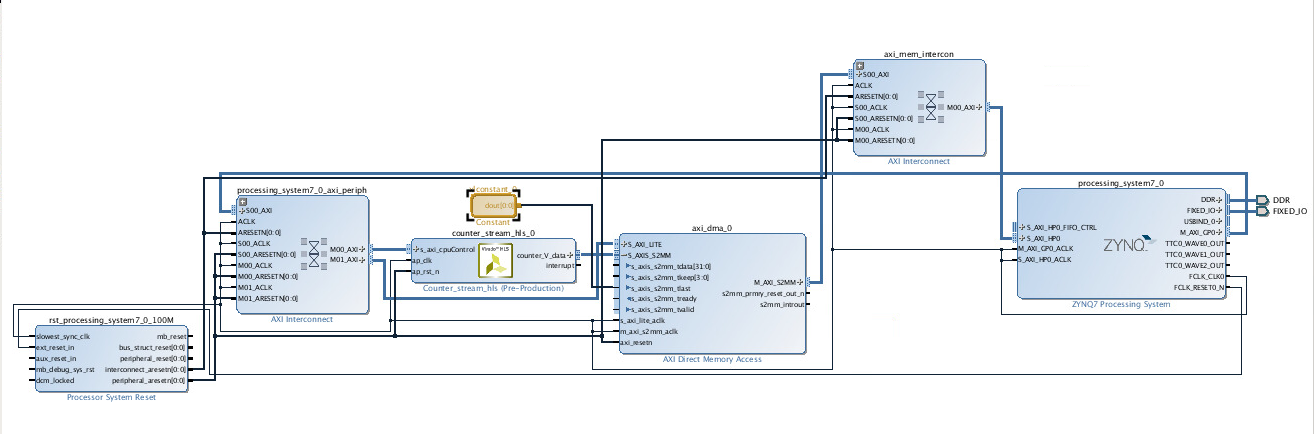 axi_mem_intercon
S00_AXI
ACLK
ARESETN[0:0]
S00_ACLK
S00_ARESETN[0:0]
M00_ACLK
M00_ARESETN[0:0]
M00_AXI
AXI Interconnect
processing_system7_0_axi_periph
S00_AXI
ACLK
ARESETN[0:0]
S00_ACLK
S00_ARESETN[0:0]
M00_ACLK
M00_ARESETN[0:0]
M01_ACLK
M01_ARESETN[0:0]
M00_AXI
M01_AXI
AXI Interconnect
dout[0:0]
Constant
counter_stream_hls_0
s_axi_cpuControl
ap_clk
ap_rst_n
Vivado HLS
counter_V_data
interrupt
Counter_stream_hls (Pre-Production)
axi_dma_0
S_AXI_LITE
S_AXIS_S2MM
s_axis_s2mm_tdata[31:0]
s_axis_s2mm_tkeep[3:0]
s_axis_s2mm_tlast
s_axis_s2mm_tready
s_axis_s2mm_tvalid
s_axi_lite_aclk
m_axi_s2mm_aclk
axi_resetn
M_AXI_S2MM
s2mm_prmry_reset_out_n
s2mm_introut
AXI Direct Memory Access
processing_system7_0
S_AXI_HP0_FIFO_CTRL
S_AXI_HP0
M_AXI_GP0_ACLK
S_AXI_HP0_ACLK
ZYNQ
DDR
FIXED_IO
USBIND_0
M_AXI_GP0
TTC0_WAVE0_OUT
TTC0_WAVE1_OUT
TTC0_WAVE2_OUT
FCLK_CLK0
FCLK_RESET0_N
ZYNQ7 Processing System
DDR
FIXED_IO
rst_processing_system7_0_100M
slowest_sync_clk
ext_reset_in
aux_reset_in
mb_debug_sys_rst
dcm_locked
mb_reset
bus_struct_reset[0:0]
peripheral_reset[0:0]
interconnect_aresetn[0:0]
peripheral_aresetn[0:0]
Processor System Reset